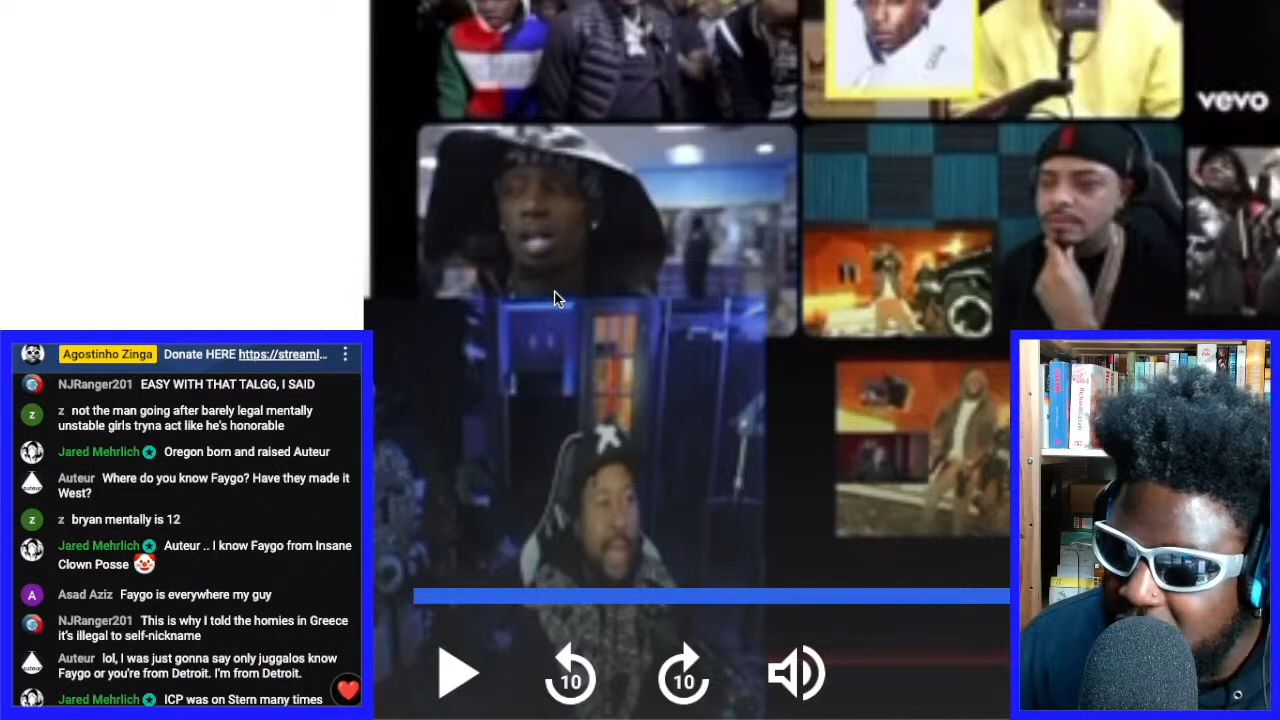 vevo
Agostinho Zinga Donate HERE https://streaml...
NJRanger201 EASY WITH THAT TALGG, I SAID
z not the man going after barely legal mentally
unstable girls tryna act like he's honorable
Jared Mehrlich Oregon born and raised Auteur
Auteur Where do you know Faygo? Have they made it
West?
z bryan mentally is 12
Jared Mehrlich Auteur .. I know Faygo from Insane
Clown Posse
Asad Aziz Faygo is everywhere my guy
NJRanger201 This is why I told the homies in Greece
it's illegal to self-nickname
Auteur lol, I was just gonna say only juggalos know
Faygo or you're from Detroit. I'm from Detroit.
Jared Mehrlich ICP was on Stern many times
10
10